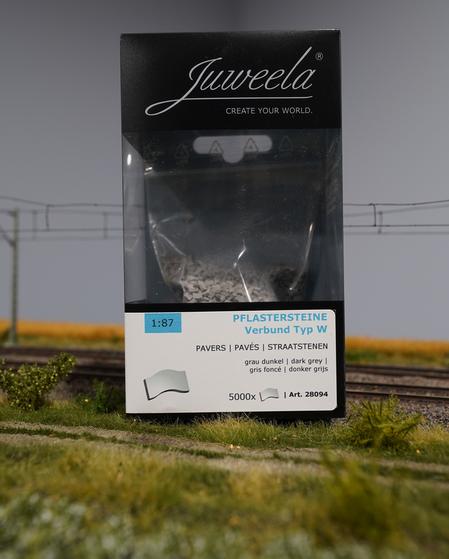 Juweela®
CREATE YOUR WORLD.
1:87
PFLASTERSTEINE
Verbund Typ W
PAVERS | PAVÉS | STRAATSTENEN
grau dunkel | dark grey |
gris foncé | donker grijs
5000x | Art. 28094